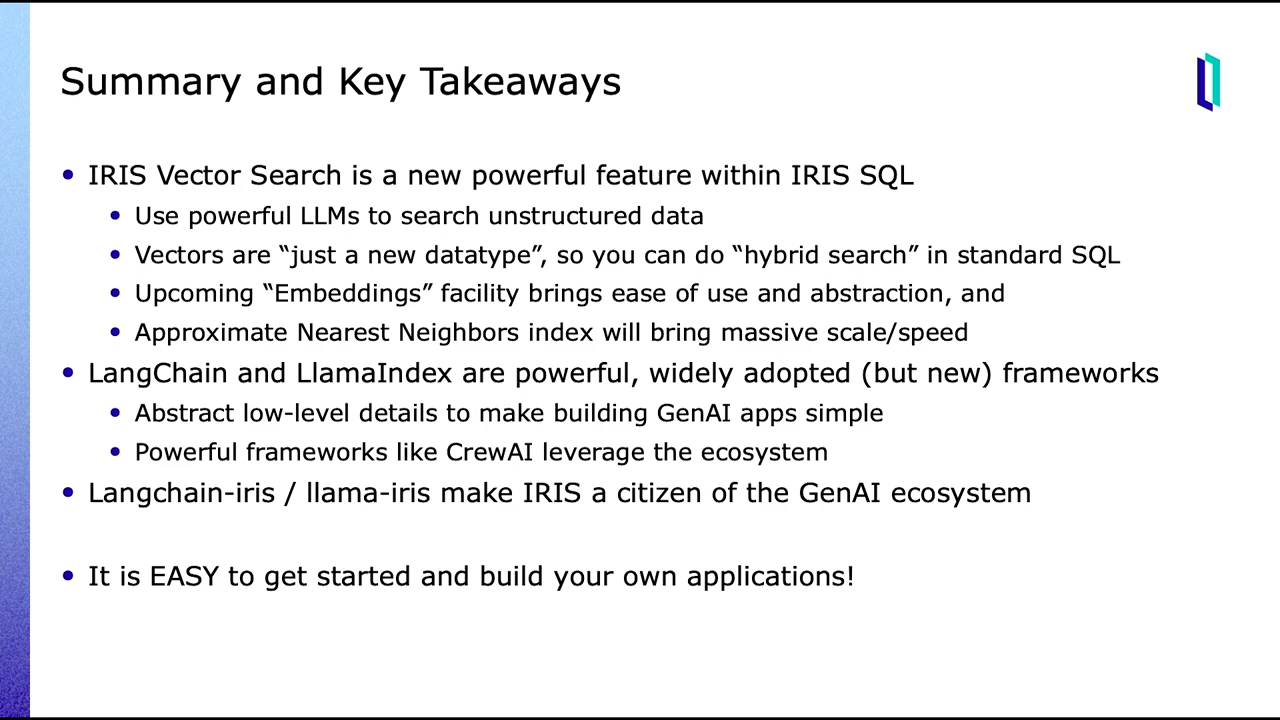 Summary and Key Takeaways
• IRIS Vector Search is a new powerful feature within IRIS SQL
• Use powerful LLMs to search unstructured data
• Vectors are “just a new datatype”, so you can do “hybrid search” in standard SQL
• Upcoming “Embeddings” facility brings ease of use and abstraction, and
• Approximate Nearest Neighbors index will bring massive scale/speed
• LangChain and LlamaIndex are powerful, widely adopted (but new) frameworks
• Abstract low-level details to make building GenAI apps simple
• Powerful frameworks like CrewAI leverage the ecosystem
• Langchain-iris / llama-iris make IRIS a citizen of the GenAI ecosystem
• It is EASY to get started and build your own applications!